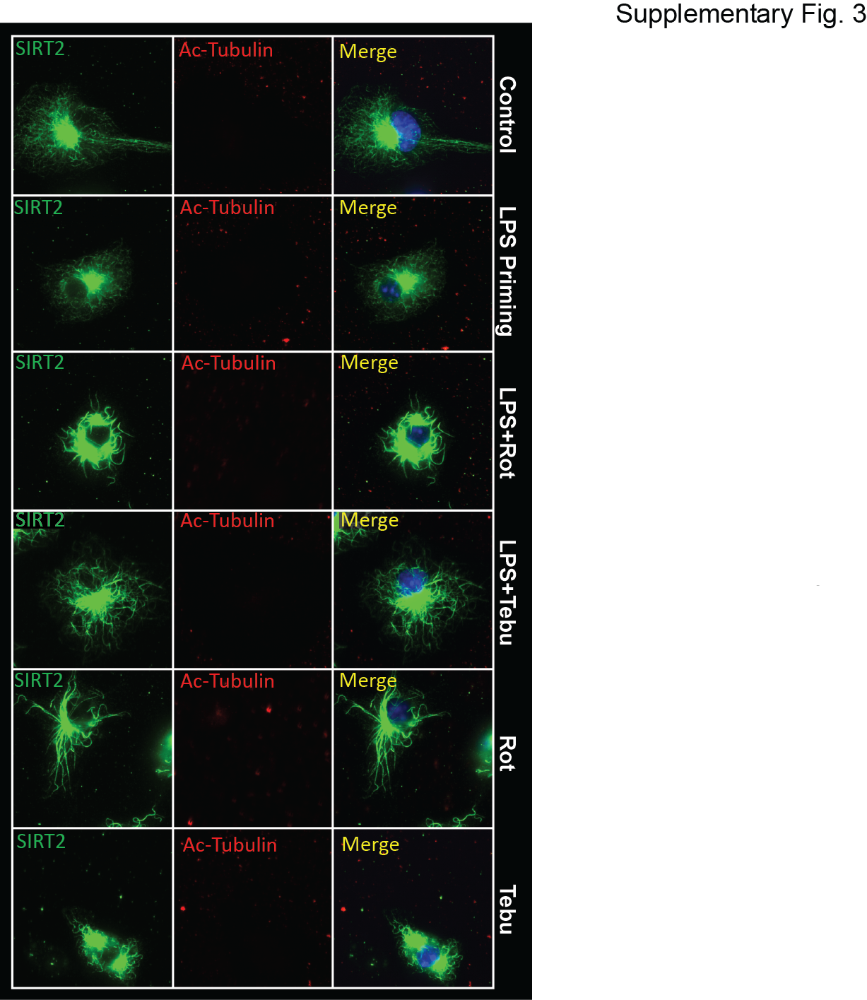 Supplementary Fig. 3
SIRT2 Ac-Tubulin Merge Control
SIRT2 Ac-Tubulin Merge LPS Priming
SIRT2 Ac-Tubulin Merge LPS+Rot
SIRT2 Ac-Tubulin Merge LPS+Tebu
SIRT2 Ac-Tubulin Merge Rot
SIRT2 Ac-Tubulin Merge Tebu